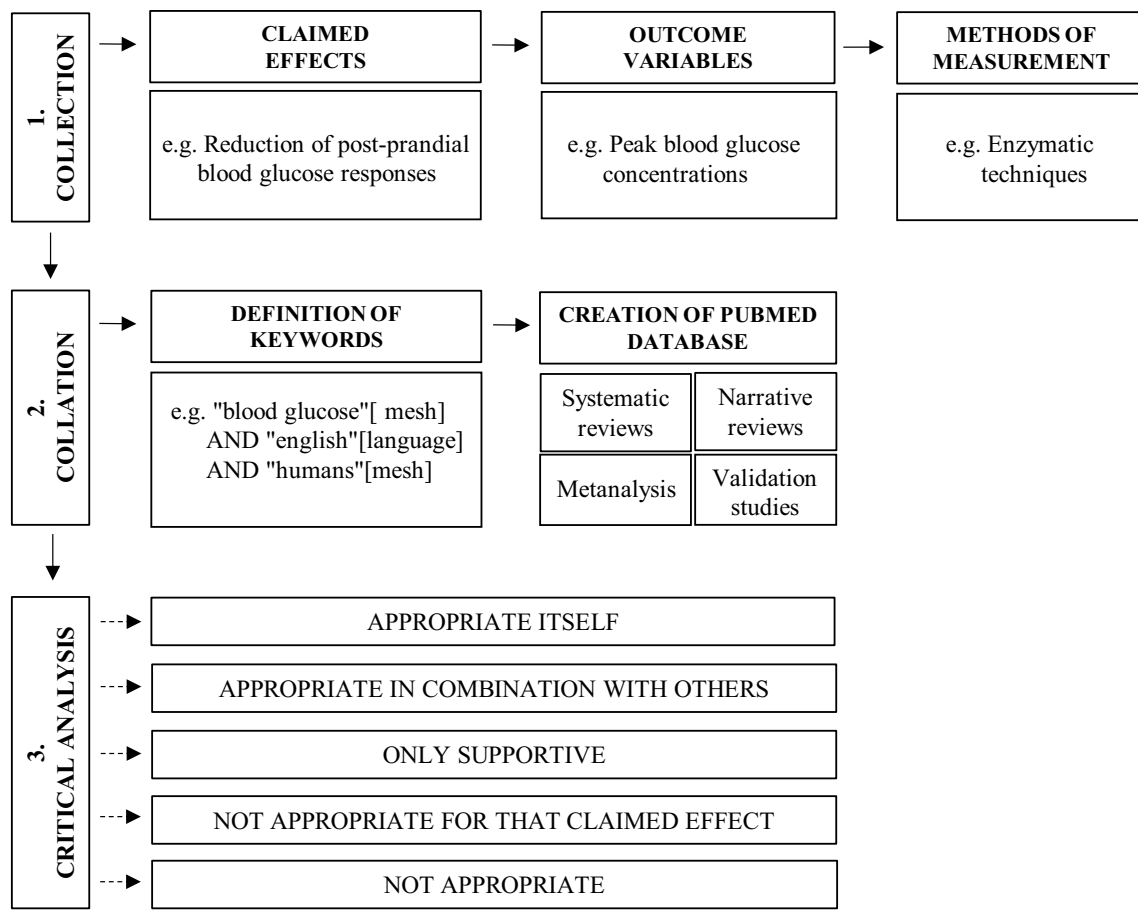 1.
COLLECTION
CLAIMED
EFFECTS
e.g. Reduction of post-prandial
blood glucose responses
OUTCOME
VARIABLES
e.g. Peak blood glucose
concentrations
METHODS OF
MEASUREMENT
e.g. Enzymatic
techniques
2.
COLLATION
DEFINITION OF
KEYWORDS
e.g. "blood glucose"[ mesh]
AND "english"[language]
AND "humans"[mesh]
CREATION OF PUBMED
DATABASE
Systematic
reviews
Narrative
reviews
Metanalysis
Validation
studies
3.
CRITICAL ANALYSIS
APPROPRIATE ITSELF
APPROPRIATE IN COMBINATION WITH OTHERS
ONLY SUPPORTIVE
NOT APPROPRIATE FOR THAT CLAIMED EFFECT
NOT APPROPRIATE